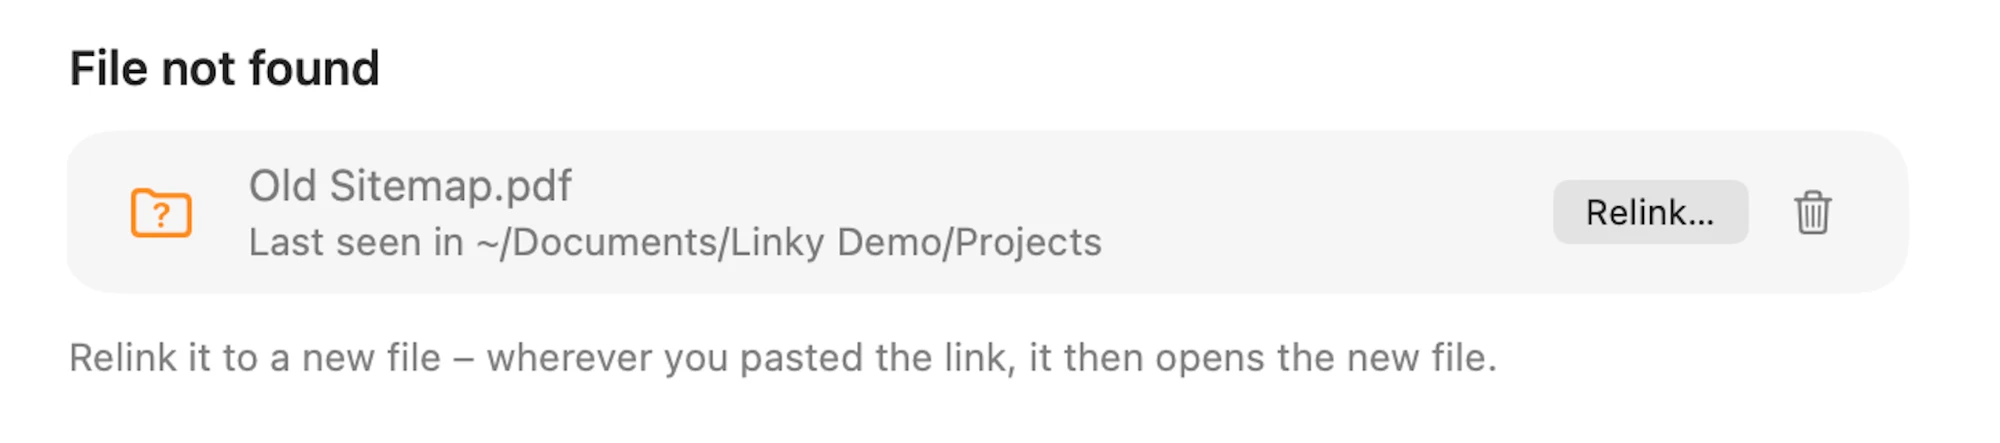 File not found
Old Sitemap.pdf
Last seen in ~/Documents/Linky Demo/Projects
Relink...
Relink it to a new file – wherever you pasted the link, it then opens the new file.